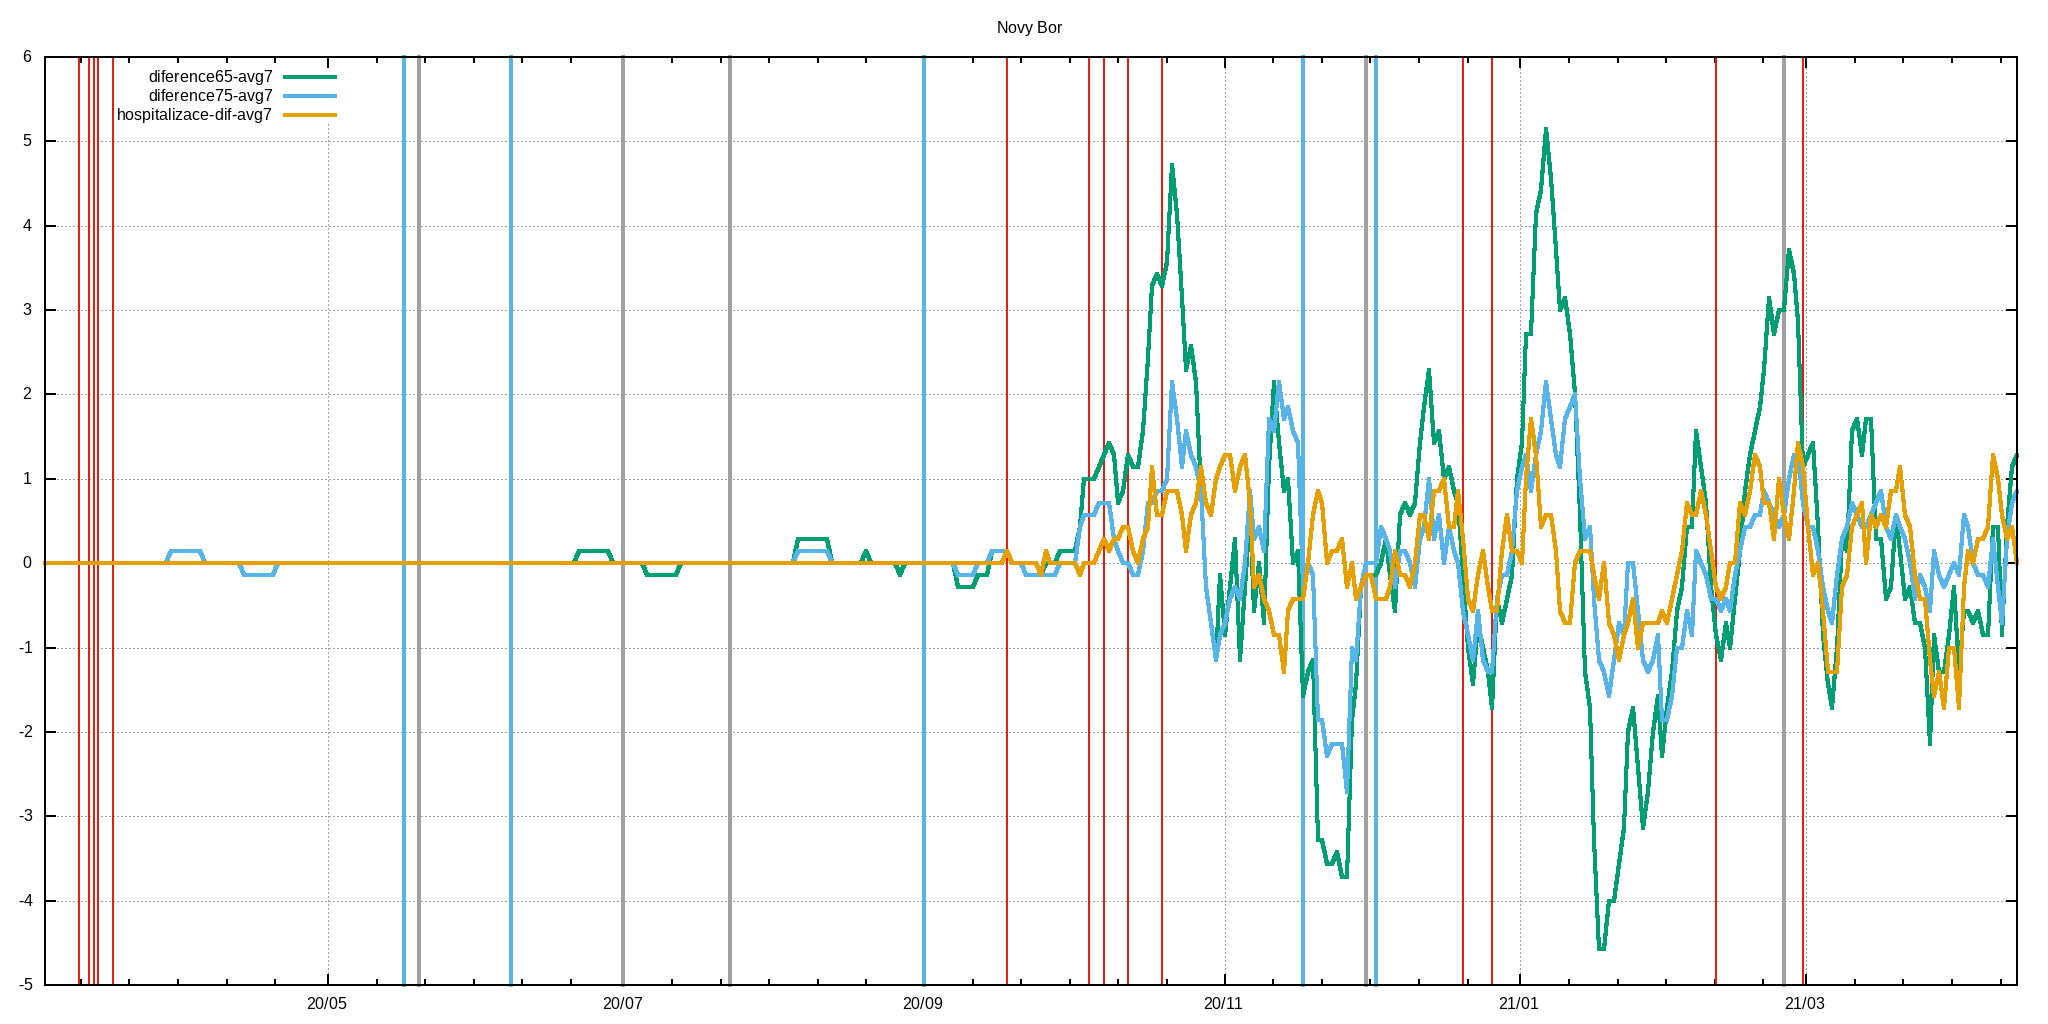 Novy Bor
6
diference65-avg7
diference75-avg7
hospitalizace-dif-avg7
5
4
3
2
1
0
-1
-2
-3
-4
-5
20/05 20/07 20/09 20/11 21/01 21/03